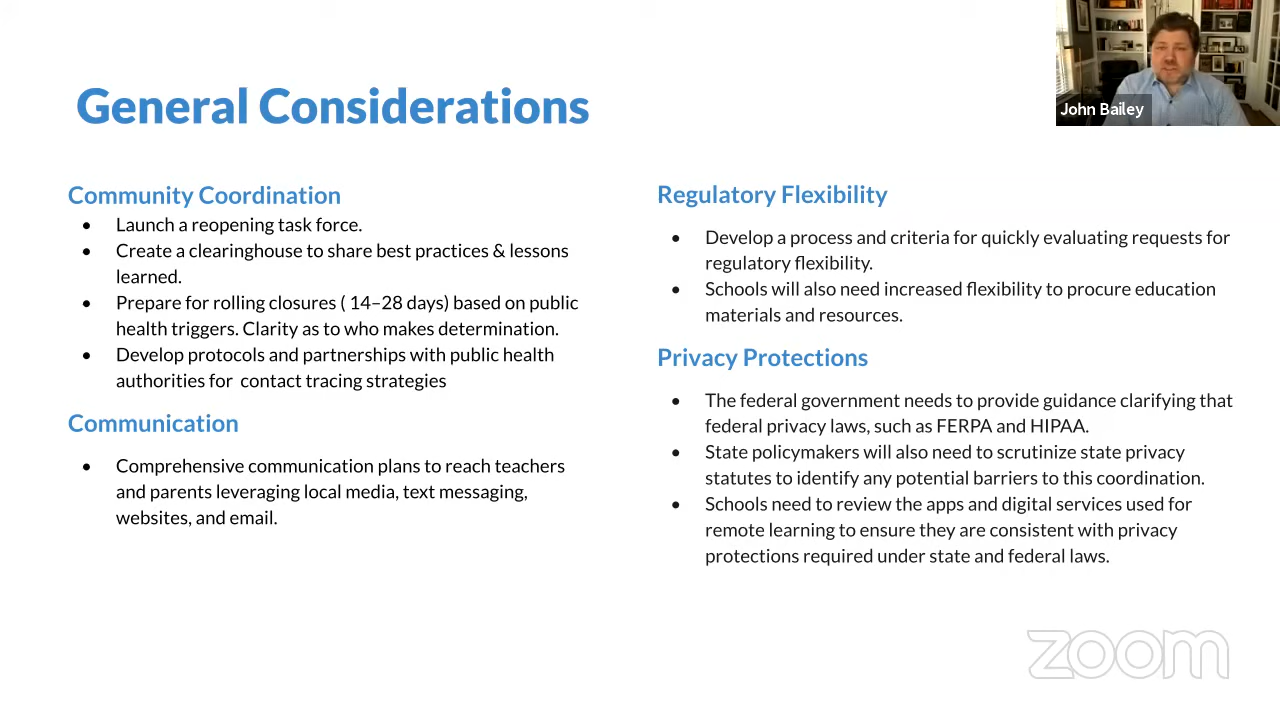 General Considerations
John Bailey
Community Coordination
• Launch a reopening task force.
• Create a clearinghouse to share best practices & lessons
learned.
• Prepare for rolling closures ( 14–28 days) based on public
health triggers. Clarity as to who makes determination.
• Develop protocols and partnerships with public health
authorities for  contact tracing strategies
Communication
• Comprehensive communication plans to reach teachers
and parents leveraging local media, text messaging,
websites, and email.
Regulatory Flexibility
• Develop a process and criteria for quickly evaluating requests for
regulatory flexibility.
• Schools will also need increased flexibility to procure education
materials and resources.
Privacy Protections
• The federal government needs to provide guidance clarifying that
federal privacy laws, such as FERPA and HIPAA.
• State policymakers will also need to scrutinize state privacy
statutes to identify any potential barriers to this coordination.
• Schools need to review the apps and digital services used for
remote learning to ensure they are consistent with privacy
protections required under state and federal laws.
zoom